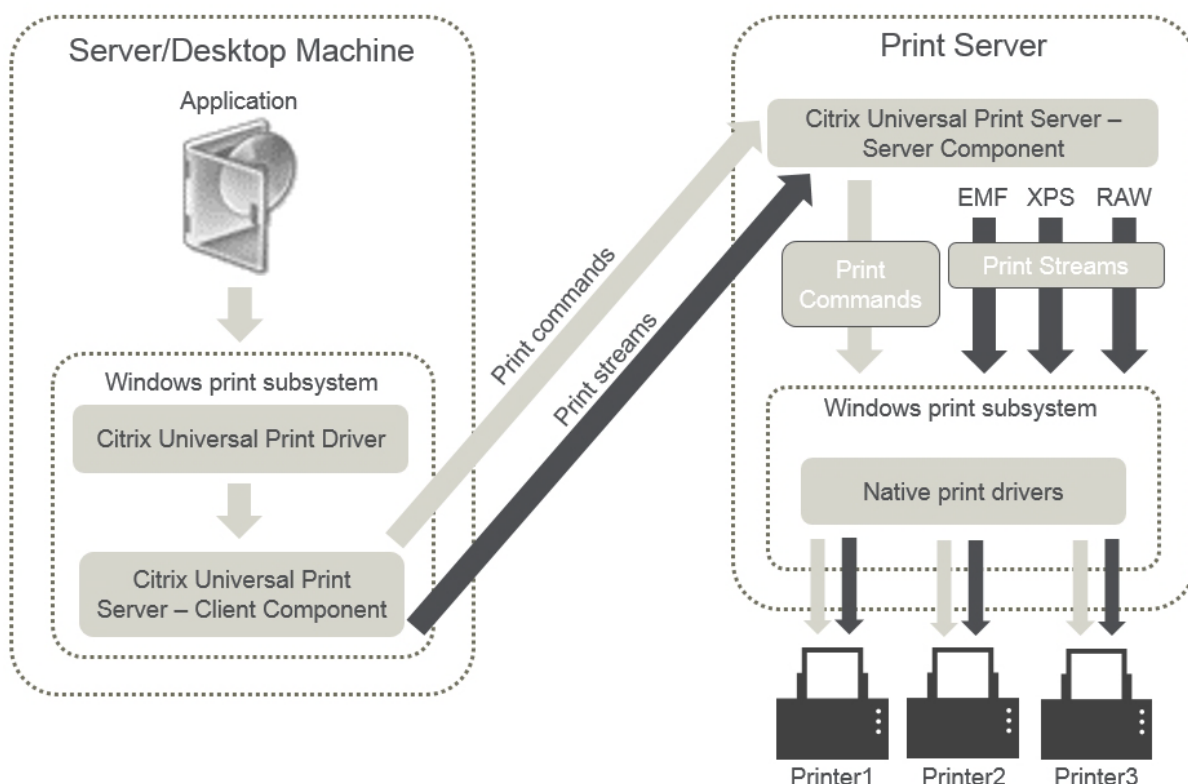 Server/Desktop Machine
Application
Windows print subsystem
Citrix Universal Print Driver
Citrix Universal Print
Server – Client Component
Print commands
Print streams
Print Server
Citrix Universal Print Server –
Server Component
EMF XPS RAW
Print
Commands
Print Streams
Windows print subsystem
Native print drivers
Printer1 Printer2 Printer3